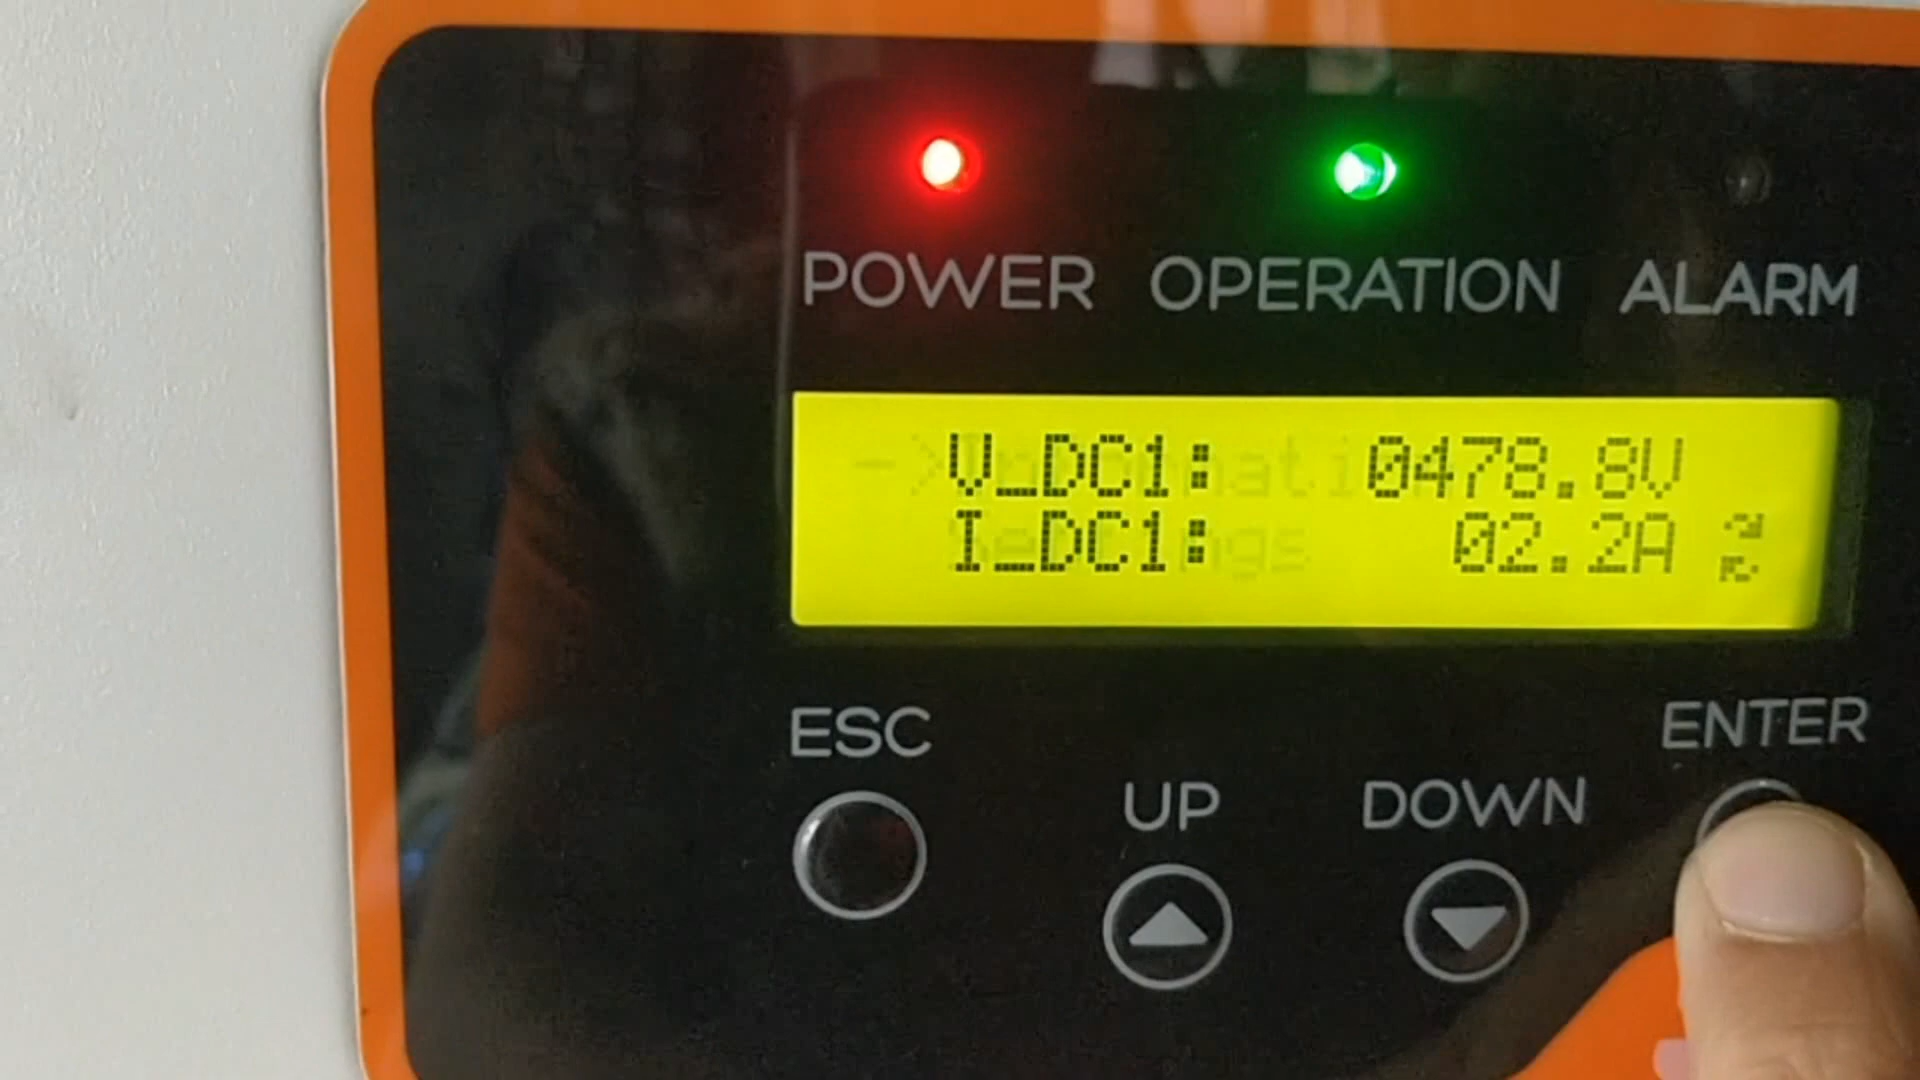 POWER OPERATION ALARM
V_DC1: 0478.8V
I_DC1: 02.2A
ESC UP DOWN ENTER